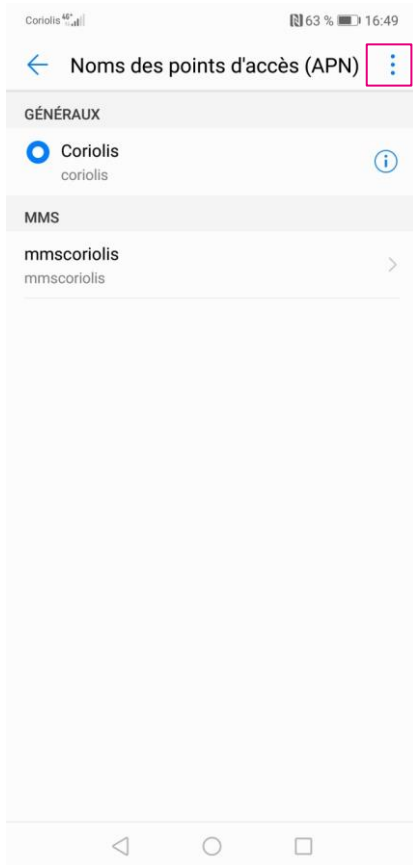 Coriolis 4G+ 63 % 16:49
Noms des points d'accès (APN)
GÉNÉRAUX
Coriolis
coriolis
MMS
mmscoriolis
mmscoriolis